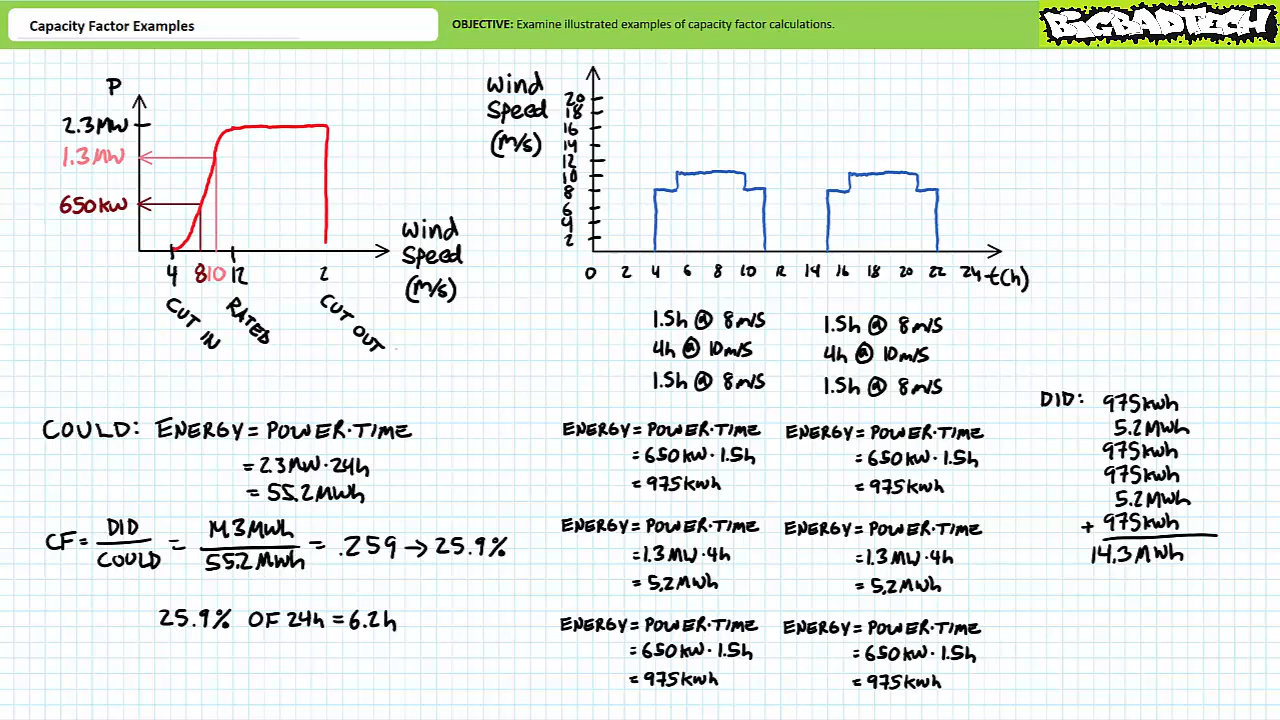 Capacity Factor Examples
OBJECTIVE: Examine illustrated examples of capacity factor calculations.
BIGBADTECH
P
2.3MW
1.3MW
650kW
4 8 10 12 2
CUT IN
RATED
CUT OUT
Wind
Speed
(m/s)
Wind
Speed
(m/s)
20
18
16
14
12
10
8
6
4
2
0 2 4 6 8 10 12 14 16 18 20 22 24 t(h)
1.5h @ 8m/s
4h @ 10m/s
1.5h @ 8m/s
1.5h @ 8m/s
4h @ 10m/s
1.5h @ 8m/s
COULD: ENERGY = POWER·TIME
= 2.3MW·24h
= 55.2MWh
CF = DID / COULD = 14.3MWh / 55.2MWh = .259 → 25.9%
25.9% OF 24h = 6.2h
ENERGY = POWER·TIME
= 650kW · 1.5h
= 975kWh
ENERGY = POWER·TIME
= 1.3MW·4h
= 5.2MWh
ENERGY = POWER·TIME
= 650kW · 1.5h
= 975kWh
ENERGY = POWER·TIME
= 650kW · 1.5h
= 975kWh
ENERGY = POWER·TIME
= 1.3MW·4h
= 5.2MWh
ENERGY = POWER·TIME
= 650kW · 1.5h
= 975kWh
DID: 975kWh
5.2MWh
975kWh
975kWh
5.2MWh
+ 975kWh
14.3MWh